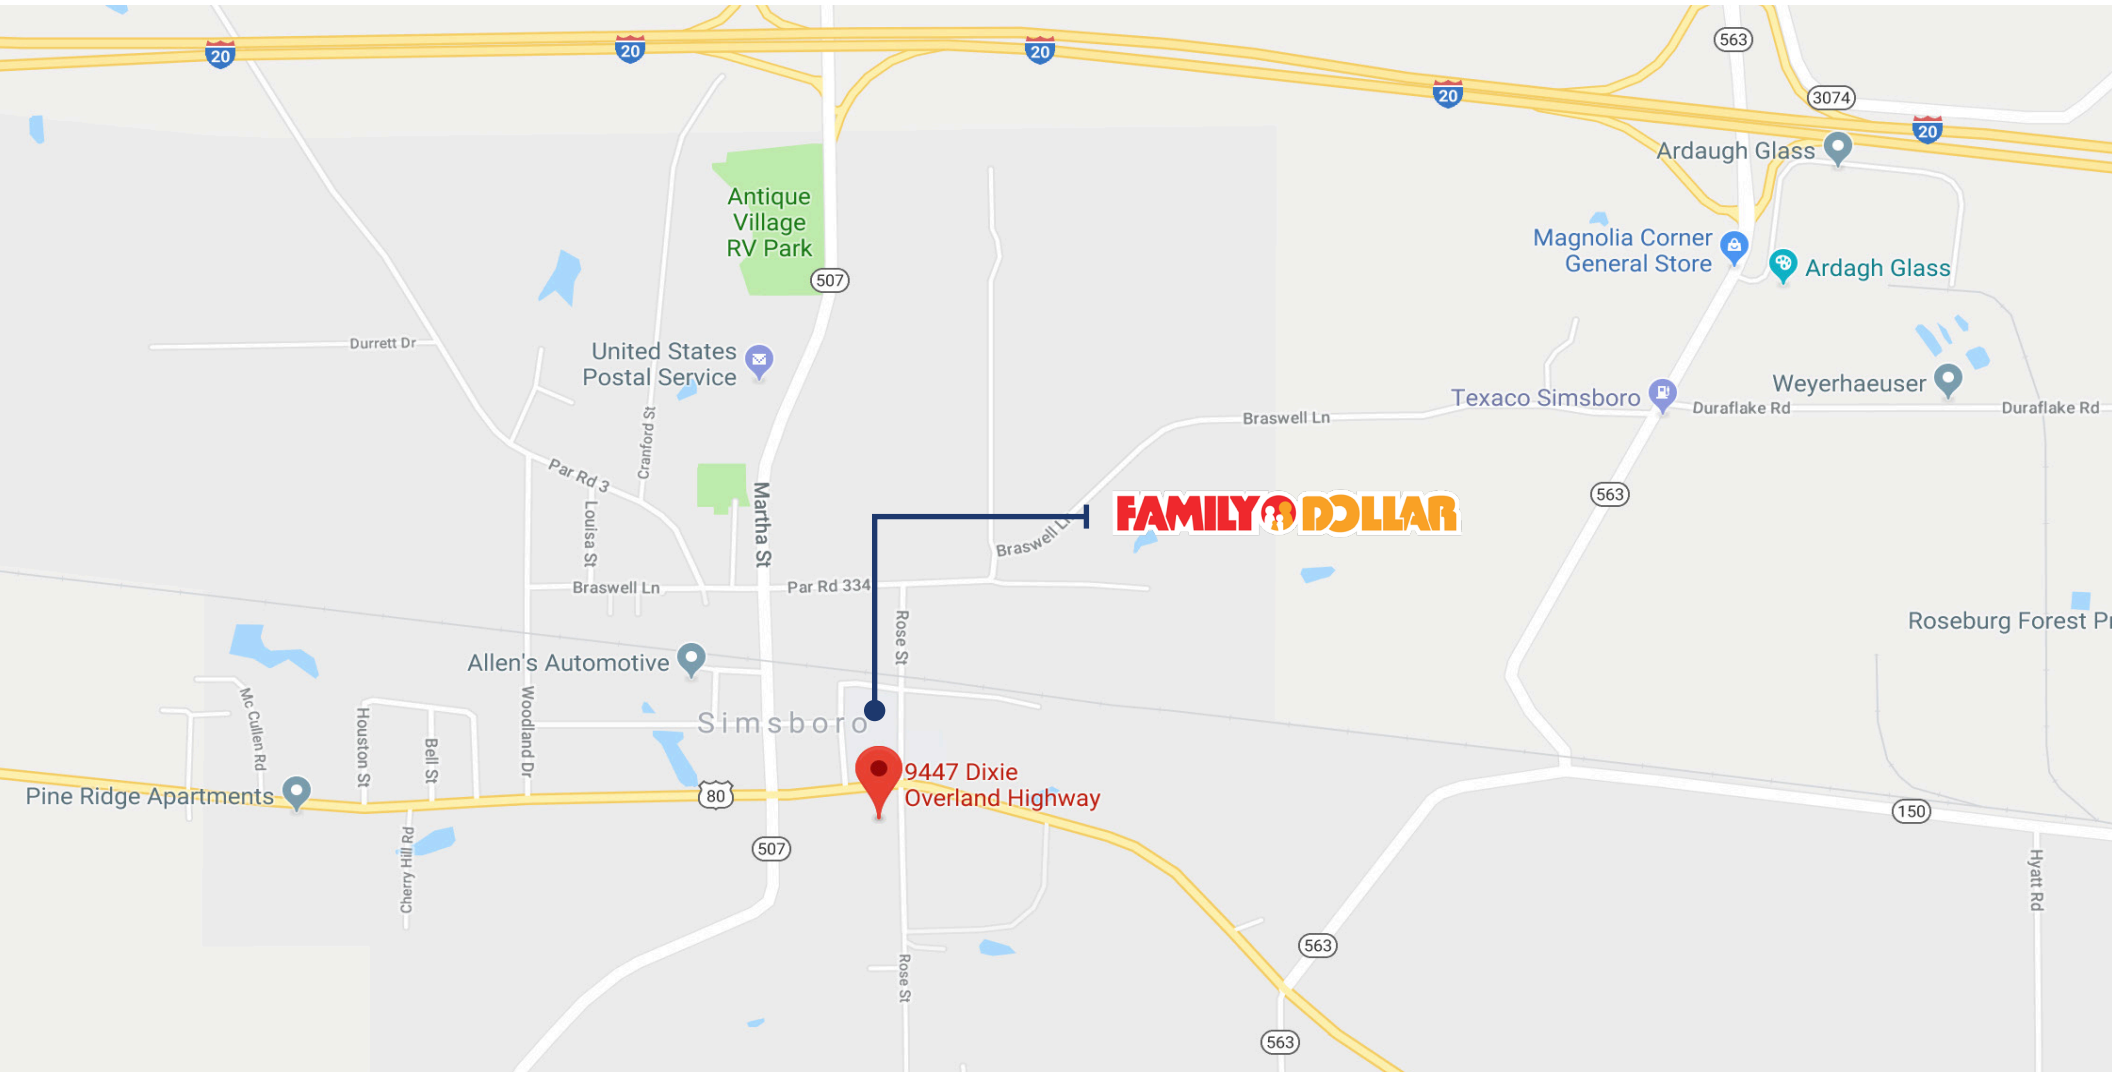 563
20
20
20
20
3074
20
Ardaugh Glass
Antique
Village
RV Park
Magnolia Corner
General Store
Ardagh Glass
507
Durrett Dr
United States
Postal Service
Texaco Simsboro
Weyerhaeuser
Duraflake Rd
Duraflake Rd
Braswell Ln
Cranford St
Par Rd 3
563
Martha St
FAMILY DOLLAR
Louisa St
Braswell Ln
Braswell Ln
Par Rd 334
Rose St
Roseburg Forest Pr
Allen's Automotive
Simsboro
Mc Cullen Rd
Houston St
Bell St
Woodland Dr
9447 Dixie
Overland Highway
Pine Ridge Apartments
80
150
507
Cherry Hill Rd
Hyatt Rd
563
Rose St
563